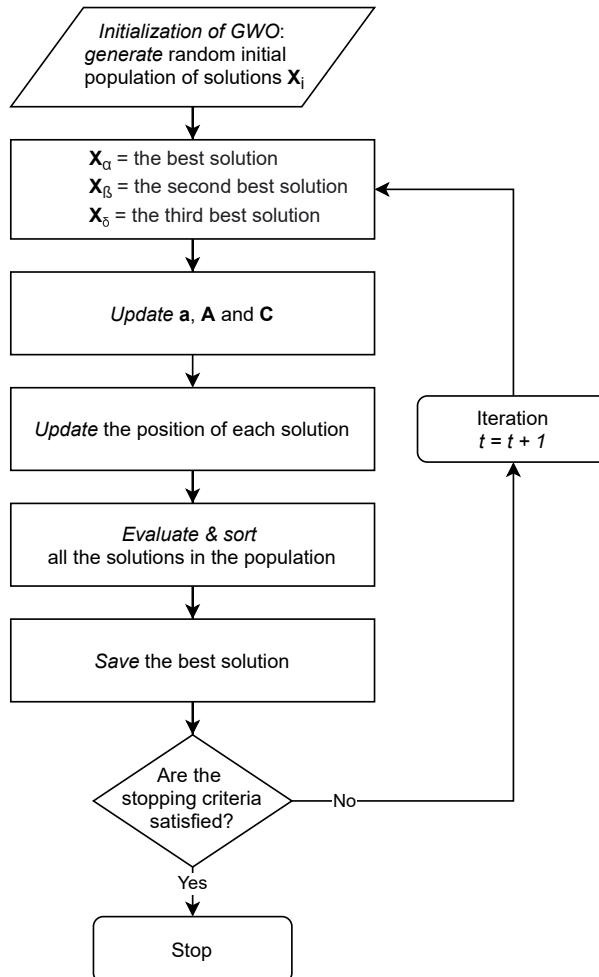 Initialization of GWO:
generate random initial
population of solutions Xi
Xα = the best solution
Xß = the second best solution
Xδ = the third best solution
Update a, A and C
Update the position of each solution
Iteration
t = t + 1
Evaluate & sort
all the solutions in the population
Save the best solution
Are the
stopping criteria
satisfied?
No
Yes
Stop